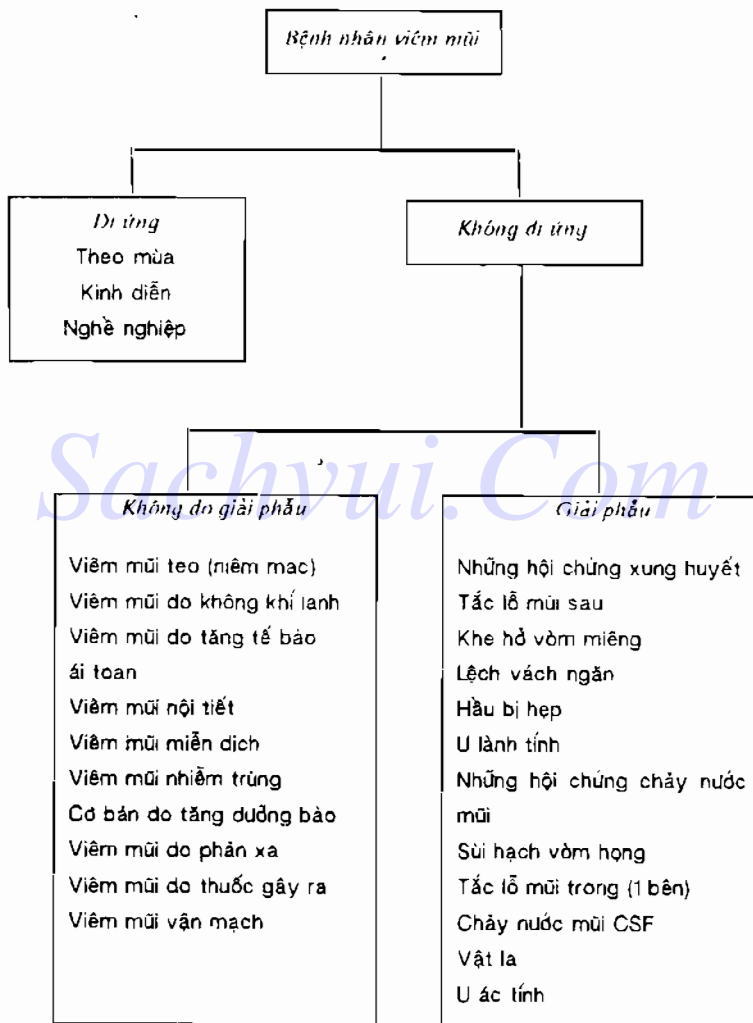 Bệnh nhân viêm mũi
Dị ứng
Theo mùa
Kinh diễn
Nghề nghiệp
Không dị ứng
Sachvui.Com
Không do giải phẫu
Viêm mũi teo (niêm mac)
Viêm mũi do không khí lanh
Viêm mũi do tăng tế bào
ái toan
Viêm mũi nội tiết
Viêm mũi miễn dịch
Viêm mũi nhiễm trùng
Cơ bản do tăng dưỡng bào
Viêm mũi do phản xa
Viêm mũi do thuốc gây ra
Viêm mũi vận mạch
Giải phẫu
Những hội chứng xung huyết
Tắc lỗ mũi sau
Khe hở vòm miệng
Lệch vách ngăn
Hầu bị hẹp
U lành tính
Những hội chứng chảy nước
mũi
Sùi hạch vòm họng
Tắc lỗ mũi trong (1 bên)
Chảy nước mũi CSF
Vật la
U ác tính